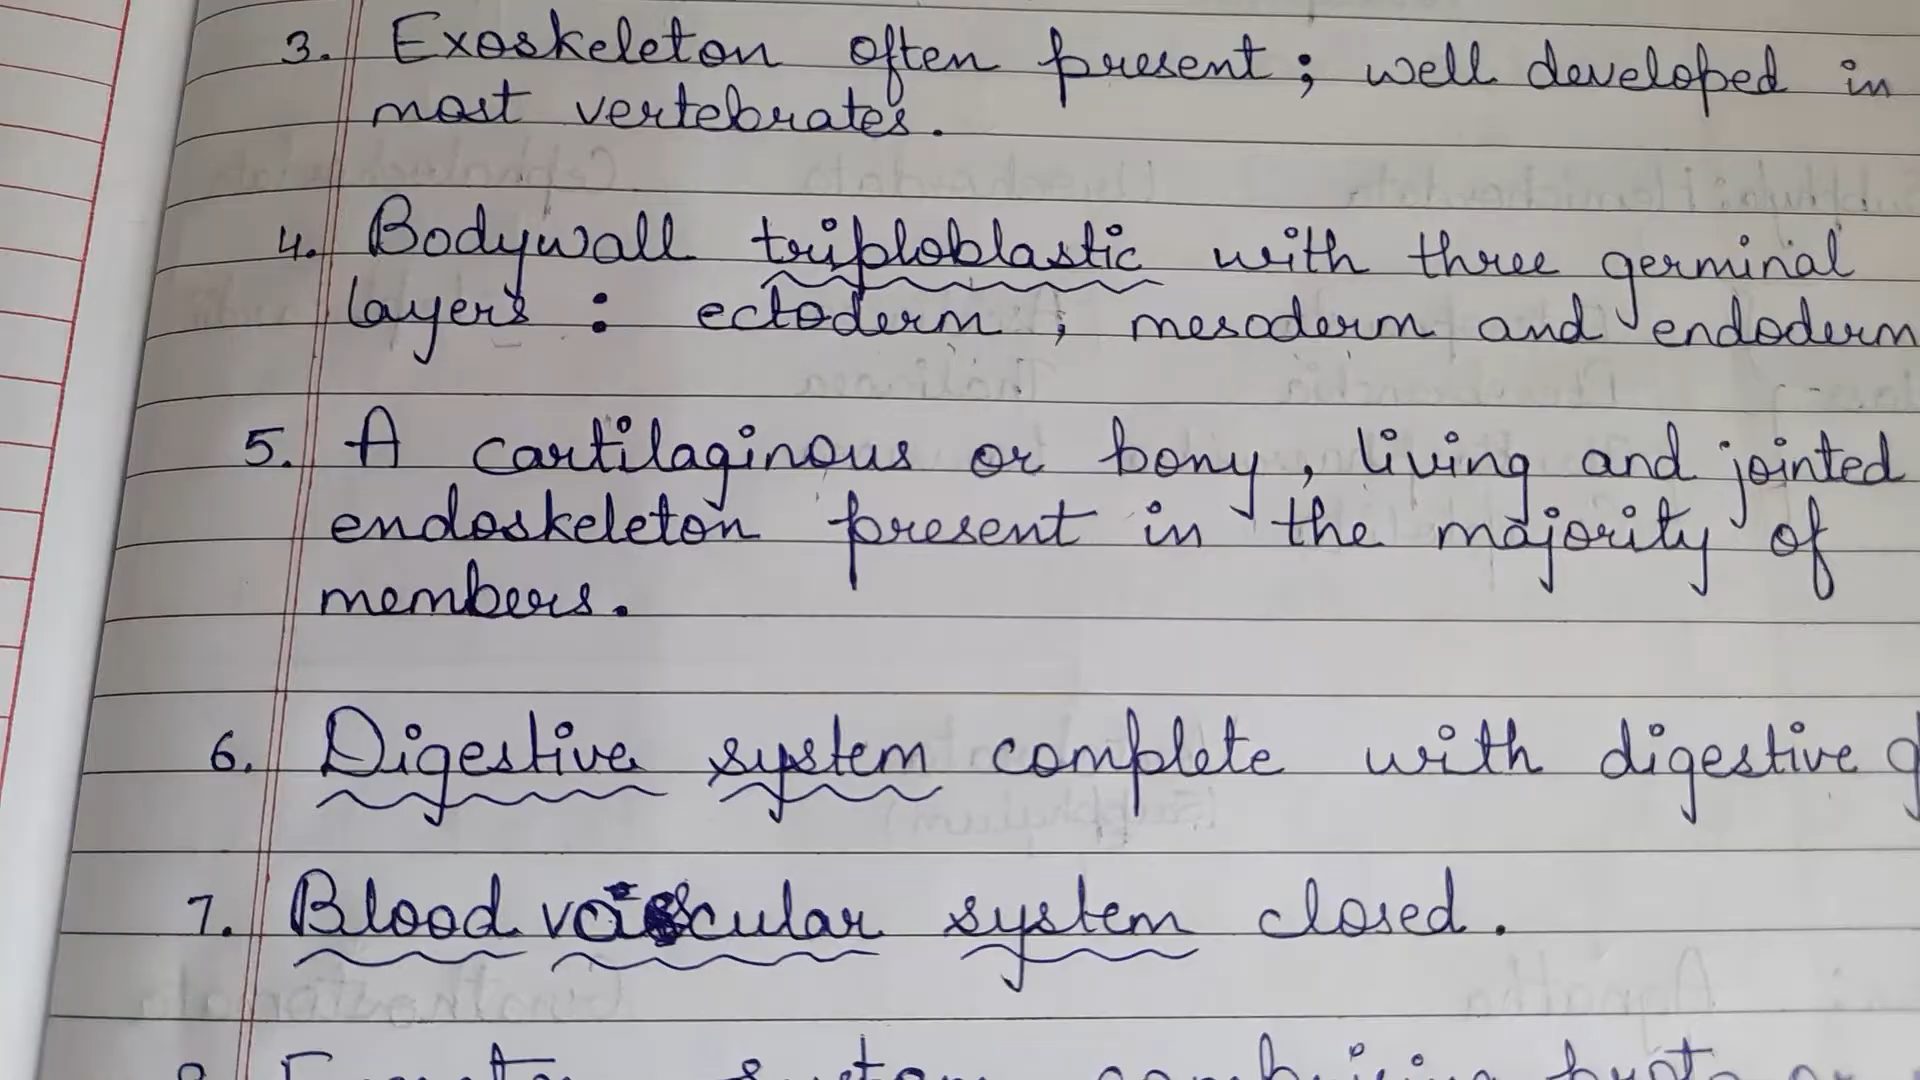 3. Exoskeleton often present; well developed in
most vertebrates.
4. Bodywall triploblastic with three germinal
layers : ectoderm ; mesoderm and endoderm
5. A cartilaginous or bony, living and jointed
endoskeleton present in the majority of
members.
6. Digestive system complete with digestive
7. Blood vascular system closed.
system